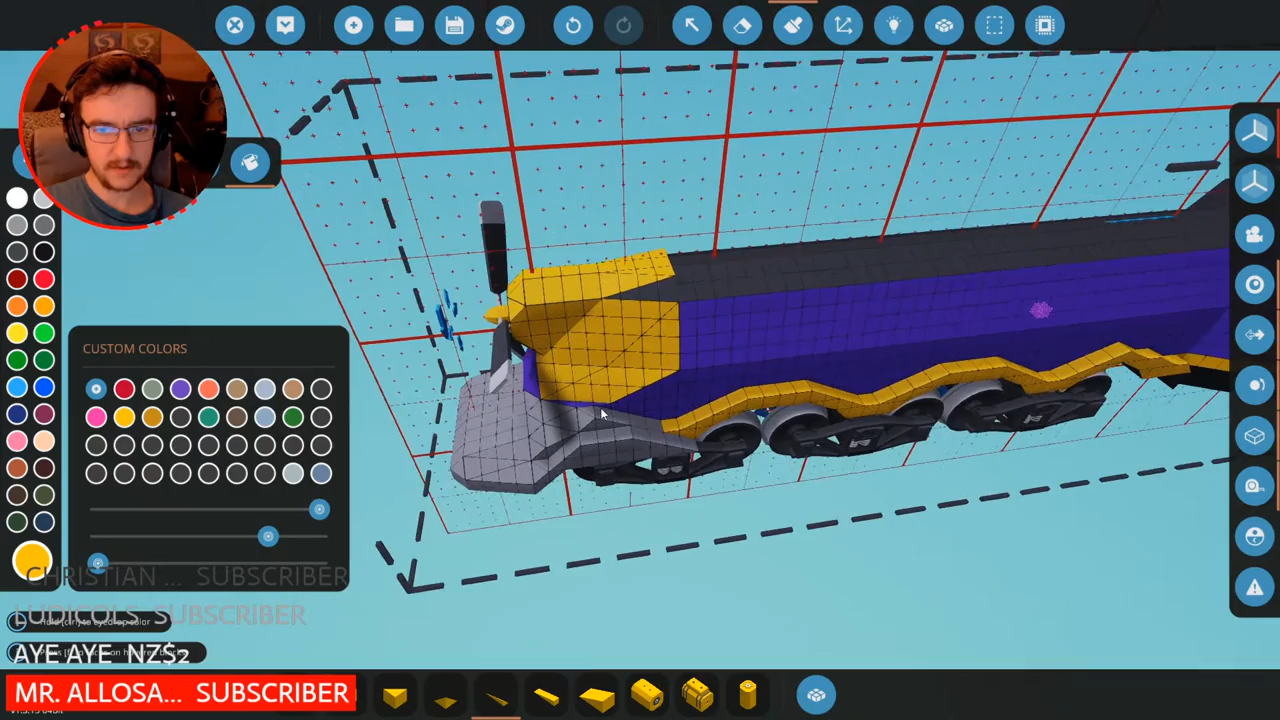 CUSTOM COLORS
CHRISTIAN ... SUBSCRIBER
LUDICOLS SUBSCRIBER
AYE AYE NZ$2
MR. ALLOSA... SUBSCRIBER